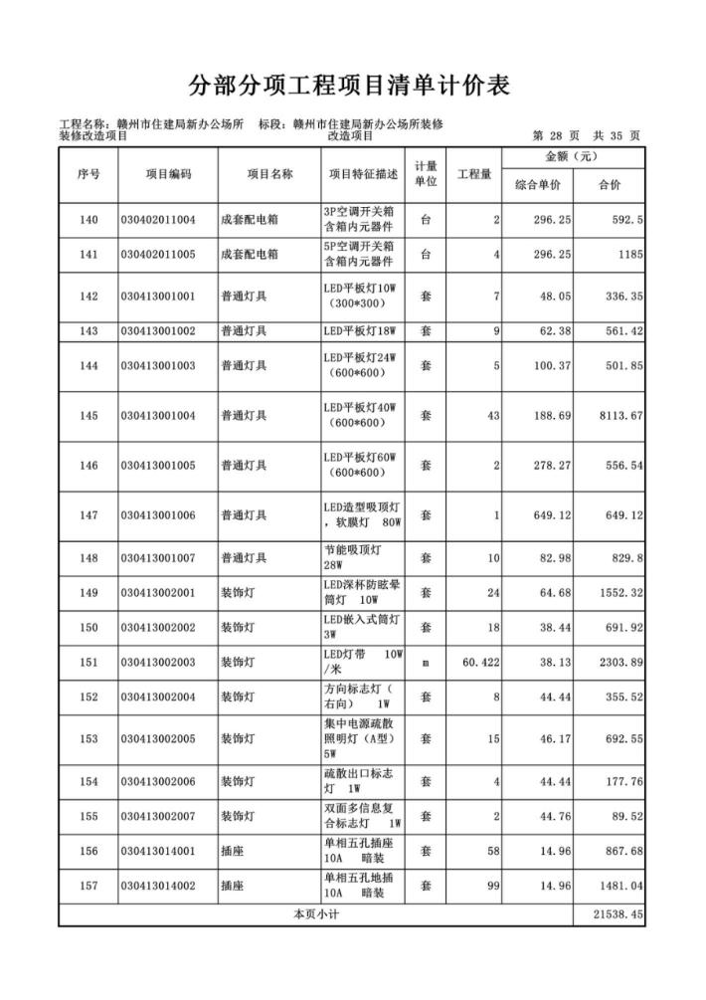 分部分项工程项目清单计价表
工程名称：赣州市住建局新办公场所 标段：赣州市住建局新办公场所装修
装修改造项目 改造项目 第 28 页 共 35 页
序号 项目编码 项目名称 项目特征描述 计量单位 工程量 金额（元）
综合单价 合价
140 030402011004 成套配电箱 3P空调开关箱 台 2 296.25 592.5
含箱内元器件
141 030402011005 成套配电箱 5P空调开关箱 台 4 296.25 1185
含箱内元器件
142 030413001001 普通灯具 LED平板灯10W 套 7 48.05 336.35
（300*300）
143 030413001002 普通灯具 LED平板灯18W 套 9 62.38 561.42
144 030413001003 普通灯具 LED平板灯24W 套 5 100.37 501.85
（600*600）
145 030413001004 普通灯具 LED平板灯40W 套 43 188.69 8113.67
（600*600）
146 030413001005 普通灯具 LED平板灯60W 套 2 278.27 556.54
（600*600）
147 030413001006 普通灯具 LED造型吸顶灯 套 1 649.12 649.12
，软膜灯 80W
148 030413001007 普通灯具 节能吸顶灯 套 10 82.98 829.8
28W
149 030413002001 装饰灯 LED深杯防眩晕 套 24 64.68 1552.32
筒灯 10W
150 030413002002 装饰灯 LED嵌入式筒灯 套 18 38.44 691.92
3W
151 030413002003 装饰灯 LED灯带 10W m 60.422 38.13 2303.89
/米
152 030413002004 装饰灯 方向标志灯（ 套 8 44.44 355.52
右向） 1W
153 030413002005 装饰灯 集中电源疏散 套 15 46.17 692.55
照明灯（A型）
5W
154 030413002006 装饰灯 疏散出口标志 套 4 44.44 177.76
灯 1W
155 030413002007 装饰灯 双面多信息复 套 2 44.76 89.52
合标志灯 1W
156 030413014001 插座 单相五孔插座 套 58 14.96 867.68
10A 暗装
157 030413014002 插座 单相五孔地插 套 99 14.96 1481.04
10A 暗装
本页小计 21538.45